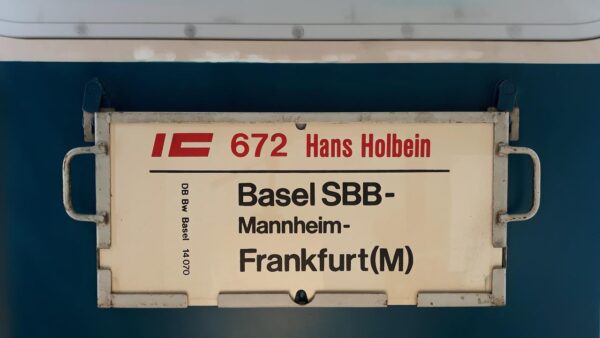 IC 672 Hans Holbein
Basel SBB-
Mannheim-
Frankfurt(M)
DB Bw Basel 14 070